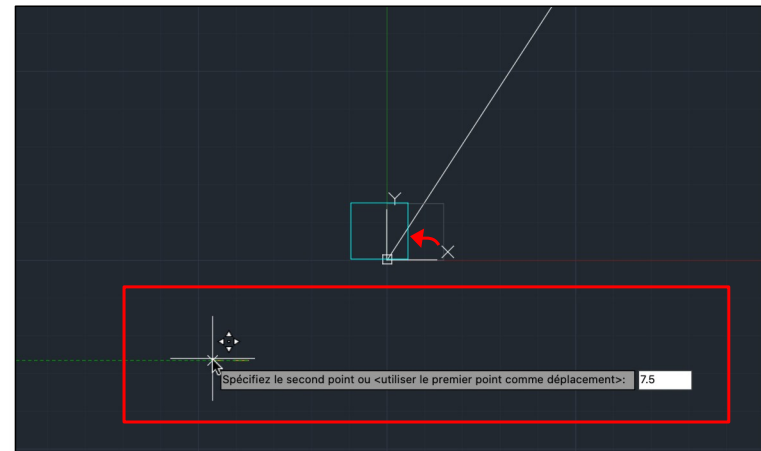 Y
X
Spécifiez le second point ou <utiliser le premier point comme déplacement>: 7.5